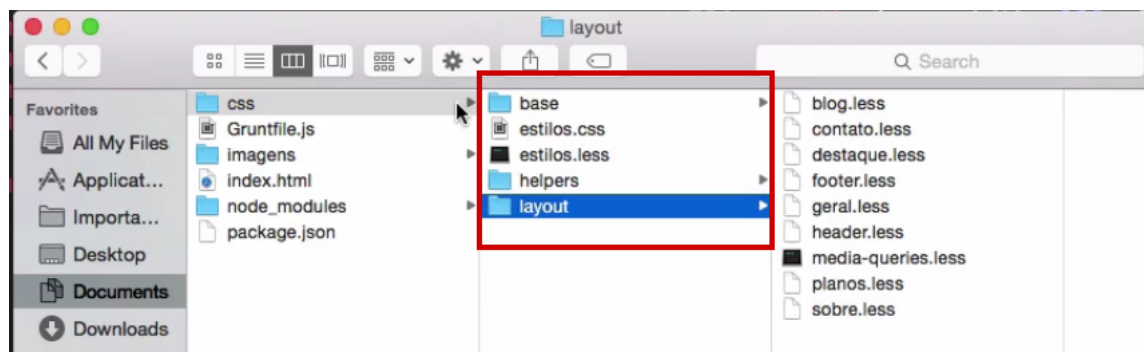 layout
Search
Favorites
All My Files
Applicat...
Importa...
Desktop
Documents
Downloads
css
Gruntfile.js
imagens
index.html
node_modules
package.json
base
estilos.css
estilos.less
helpers
layout
blog.less
contato.less
destaque.less
footer.less
geral.less
header.less
media-queries.less
planos.less
sobre.less